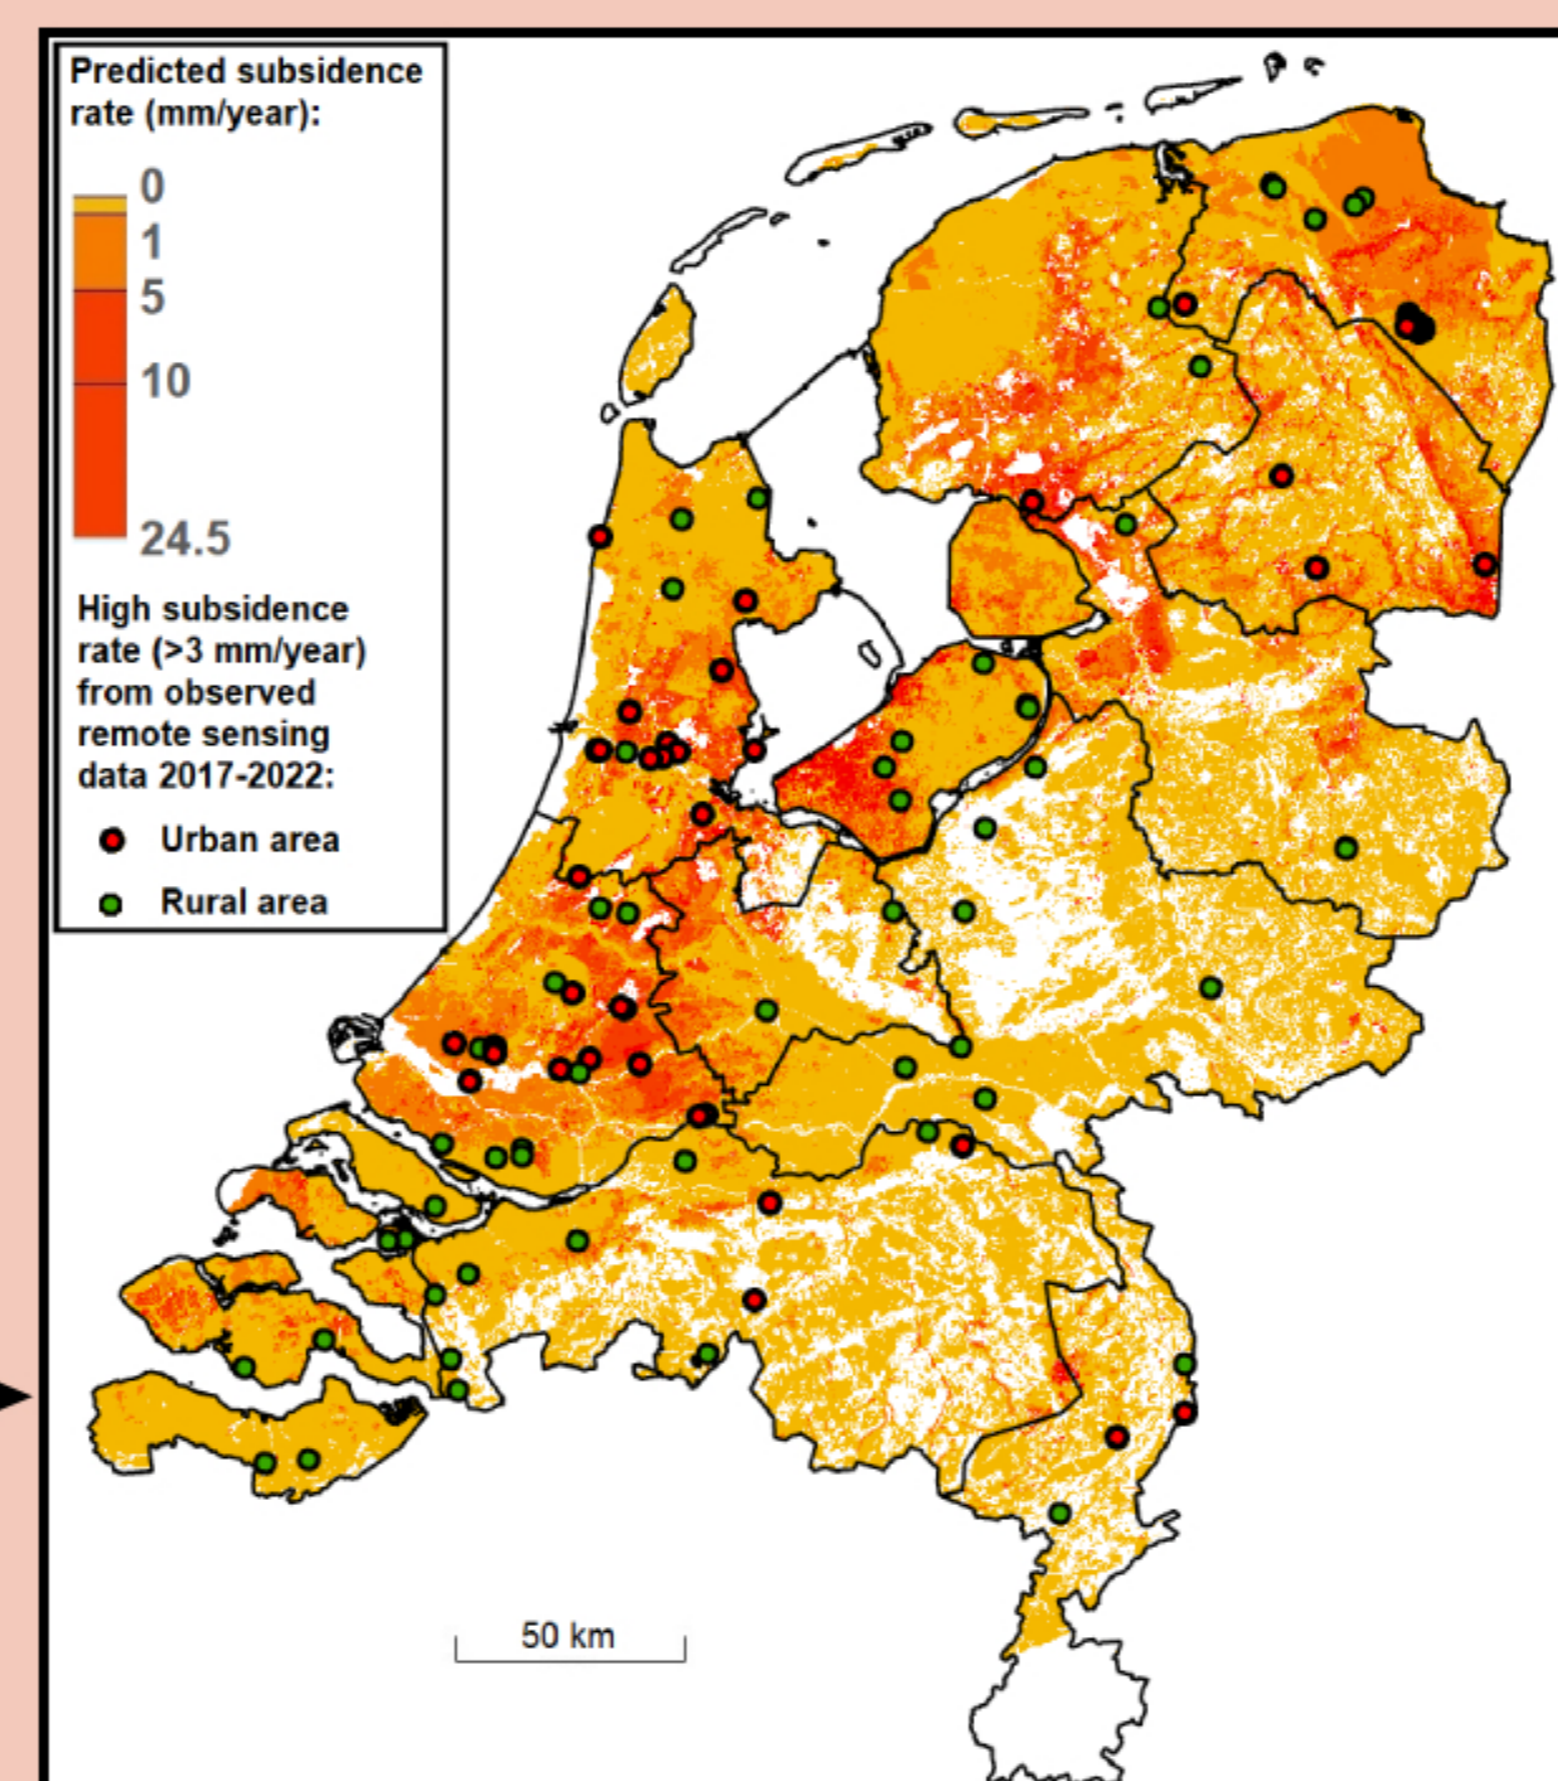 Predicted subsidence
rate (mm/year):
0
1
5
10
24.5
High subsidence
rate (>3 mm/year)
from observed
remote sensing
data 2017-2022:
Urban area
Rural area
50 km